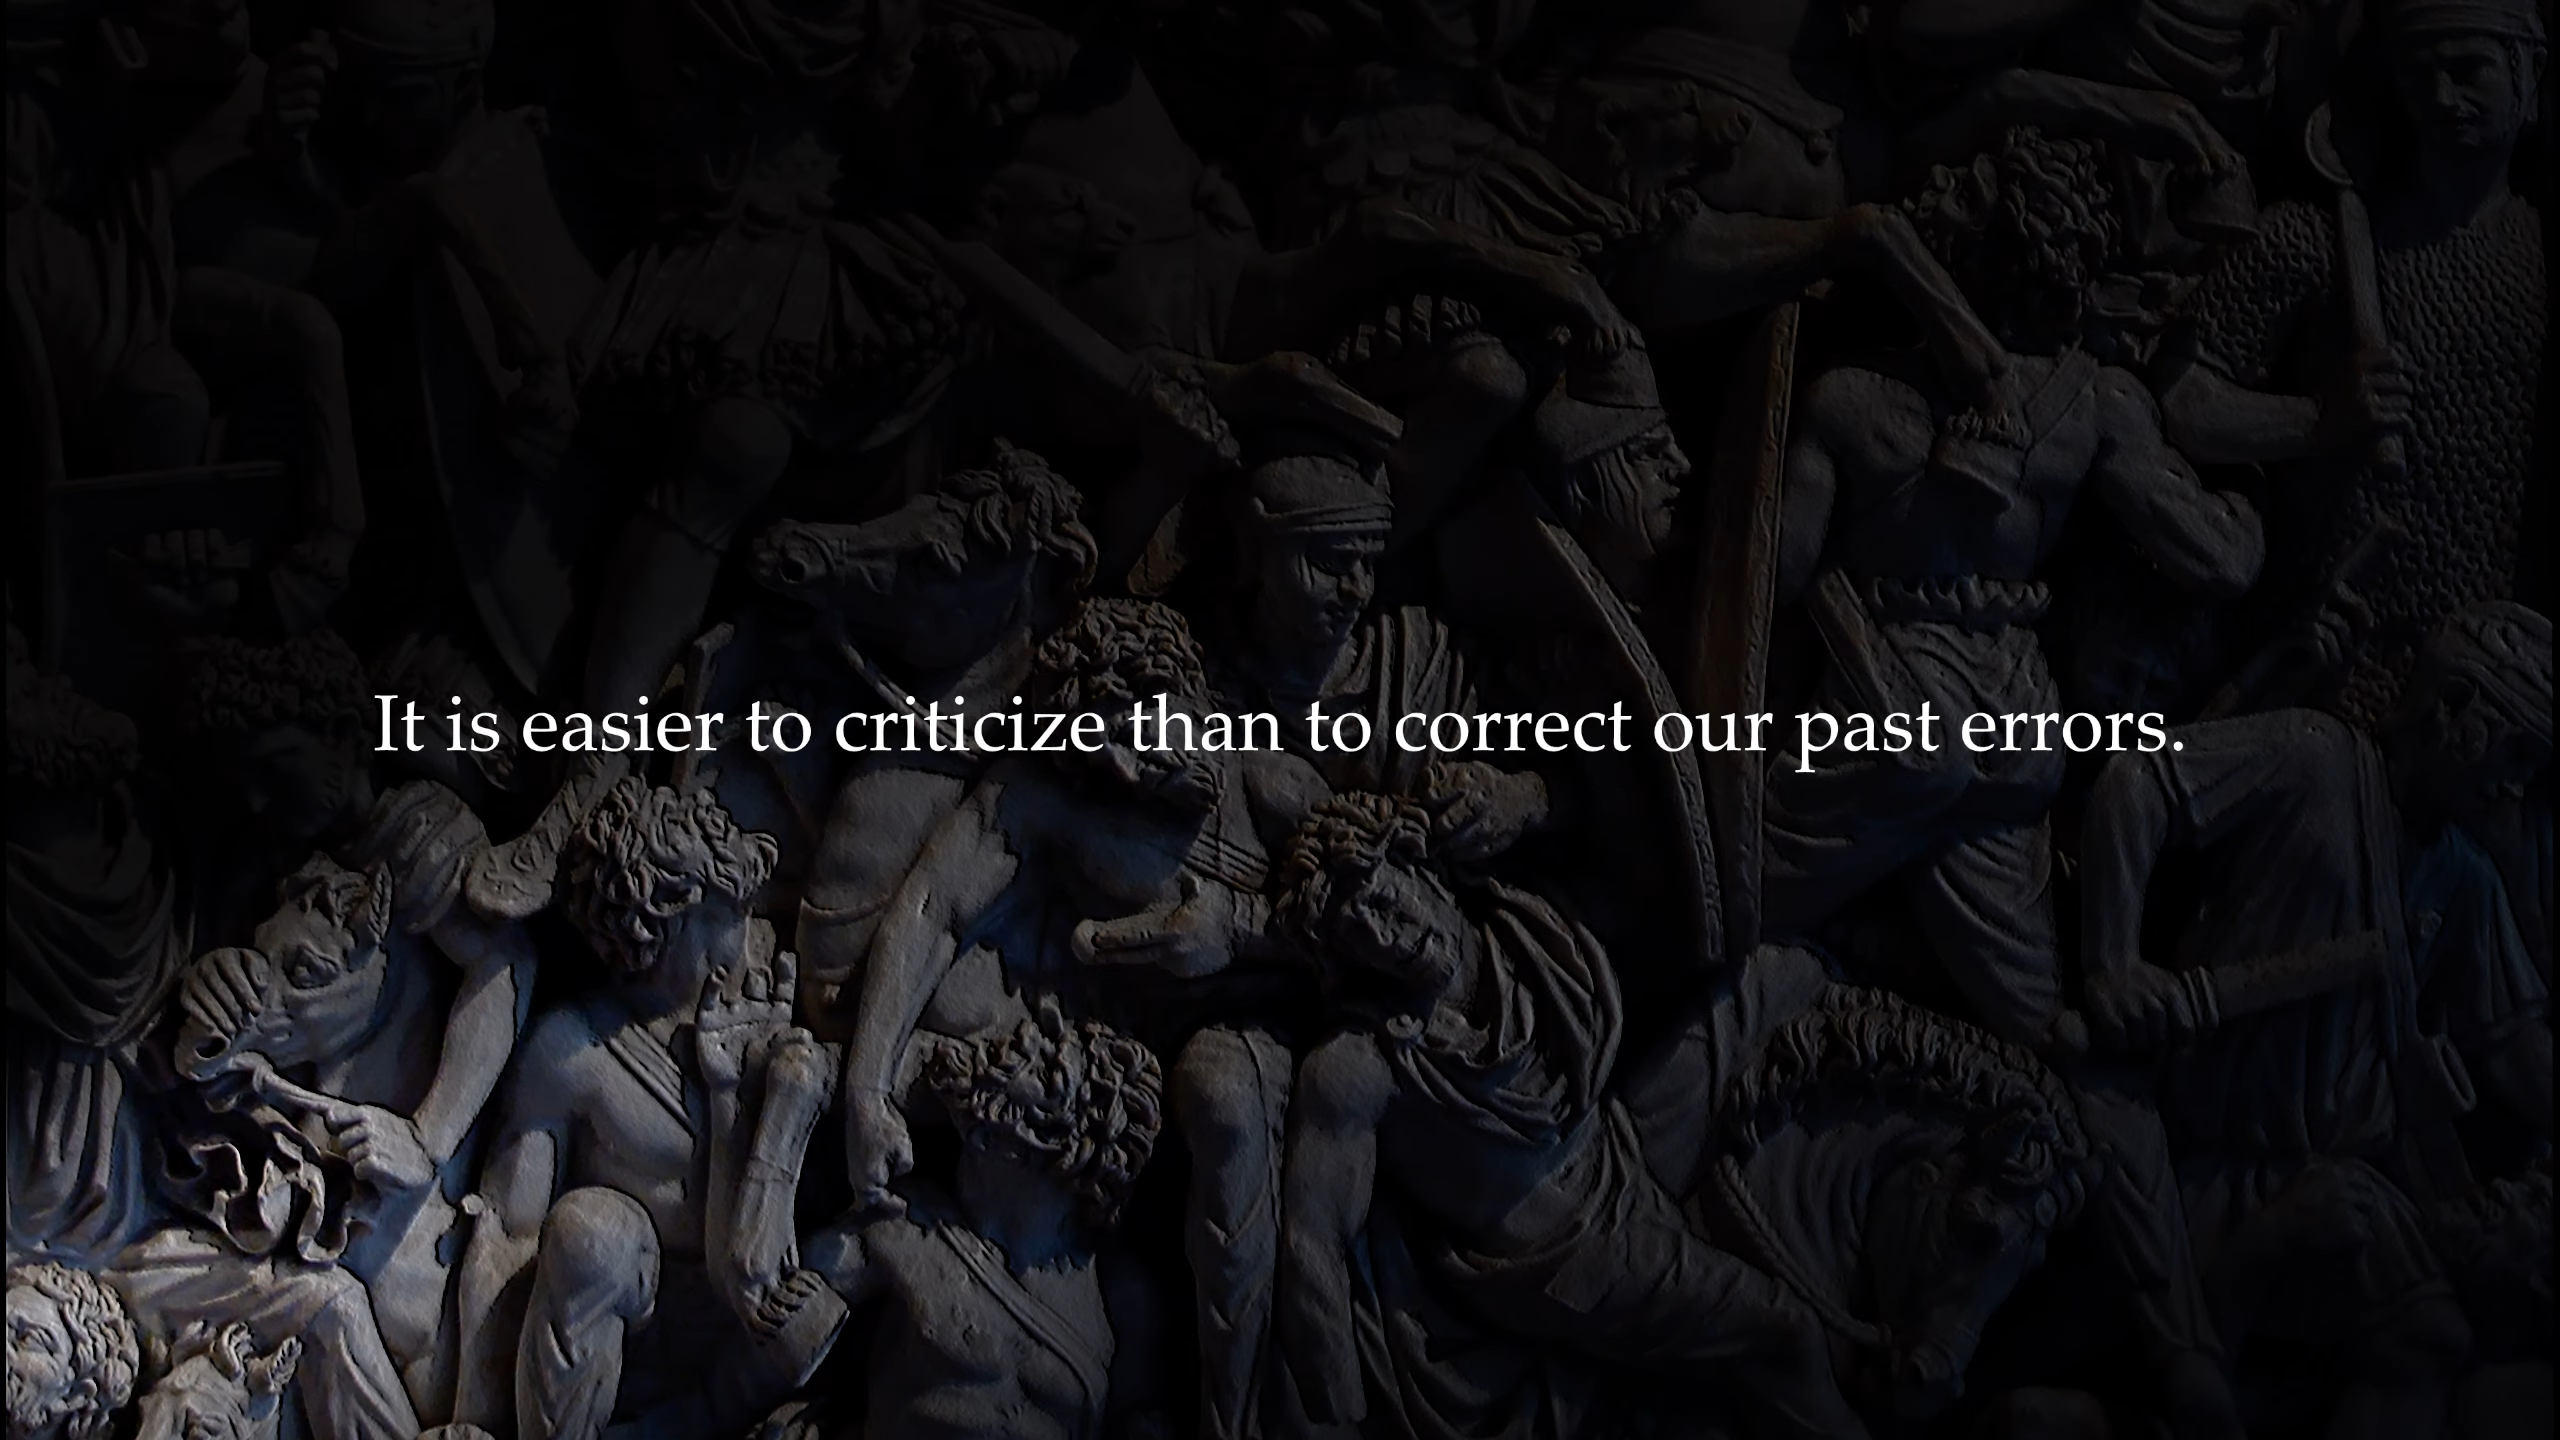 It is easier to criticize than to correct our past errors.